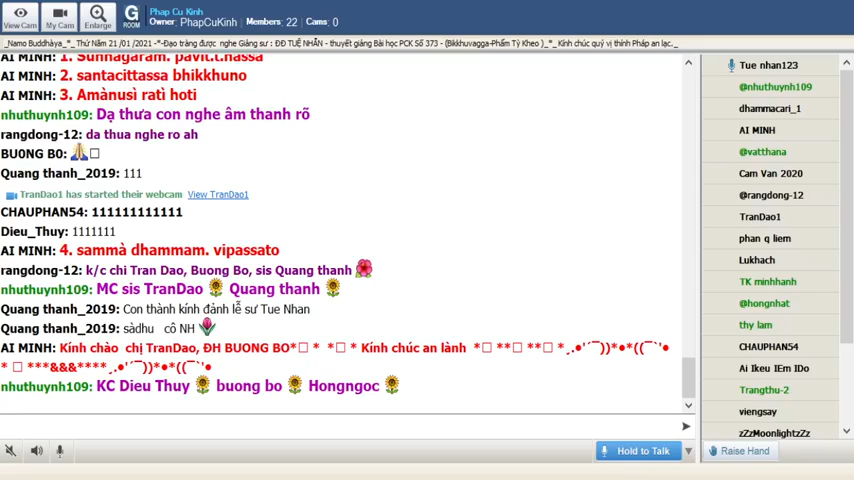 View Cam
My Cam
Enlarge
G
ROOM
Phap Cu Kinh
Owner: PhapCuKinh | Members: 22 | Cams: 0
_Namo Buddhàya_*_ Thứ Năm 21 /01 /2021 -*-Đạo tràng được nghe Giảng sư : ĐĐ TUỆ NHÂN - thuyết giảng Bài học PCK Số 373 - (Bikkhuvagga-Phẩm Tỳ Kheo )_*_Kính chúc quý vị thính Pháp an lạc._
AI MINH: 1. Sunnagaram. pavit.t.hassa
AI MINH: 2. santacittassa bhikkhuno
AI MINH: 3. Amànusì ratì hoti
nhuthuynh109: Dạ thưa con nghe âm thanh rõ
rangdong-12: da thua nghe ro ah
BUONG BO:
Quang thanh_2019: 111
TranDao1 has started their webcam View TranDao1
CHAUPHAN54: 111111111111
Dieu_Thuy: 1111111
AI MINH: 4. sammà dhammam. vipassato
rangdong-12: k/c chi Tran Dao, Buong Bo, sis Quang thanh
nhuthuynh109: MC sis TranDao Quang thanh
Quang thanh_2019: Con thành kính đảnh lễ sư Tue Nhan
Quang thanh_2019: sàdhu cô NH
AI MINH: Kính chào chị TranDao, ĐH BUONG BO*□ * *□ * Kính chúc an lành *□ **□ **□ *¸.•'´¯))*•*((¯`'•
* □ ***&&&****¸.•'´¯))*•*((¯`'•
nhuthuynh109: KC Dieu Thuy buong bo Hongngoc
Hold to Talk
Raise Hand
Tue nhan123
@nhuthuynh109
dhammacari_1
AI MINH
@vatthana
Cam Van 2020
@rangdong-12
TranDao1
phan q liem
Lukhach
TK minhhanh
@hongnhat
thy lam
CHAUPHAN54
Ai Ikeu IEm IDo
Trangthu-2
viengsay
zZzMoonlightzZz